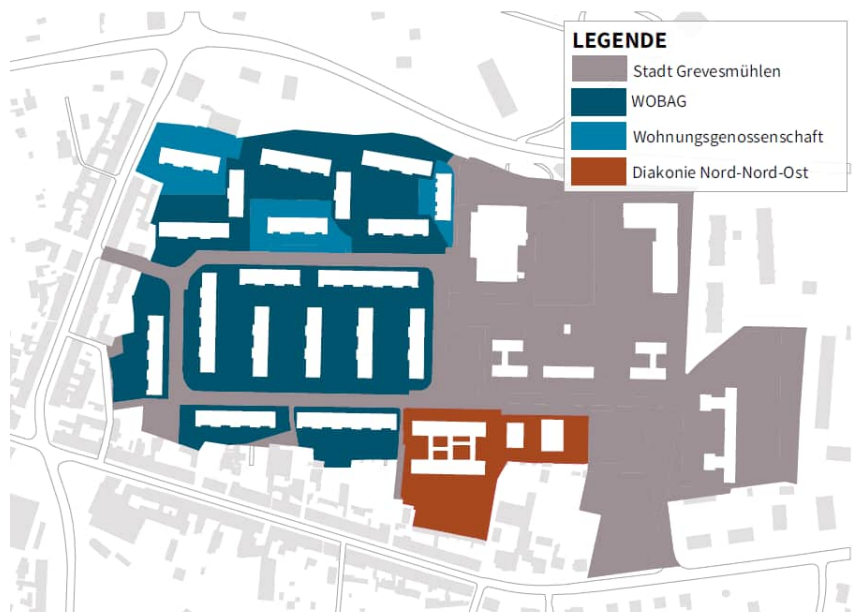 LEGENDE
Stadt Grevesmühlen
WOBAG
Wohnungsgenossenschaft
Diakonie Nord-Nord-Ost